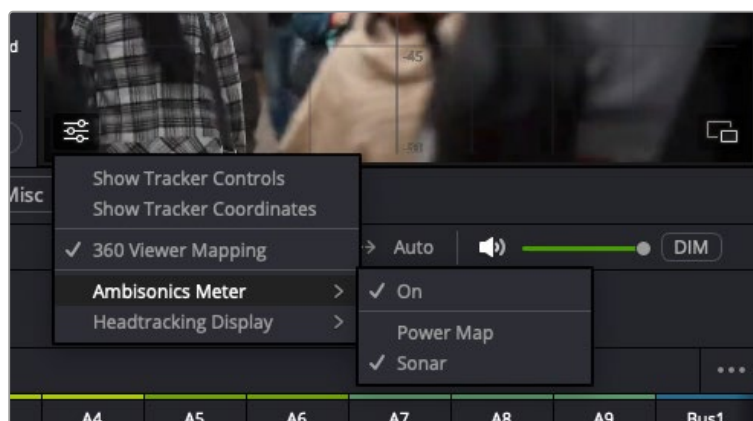 -45
d
Show Tracker Controls
Misc
Show Tracker Coordinates
360 Viewer Mapping
Auto
DIM
Ambisonics Meter
On
Headtracking Display
Power Map
Sonar
A4 A5 A6 A7 A8 A9 Bus1